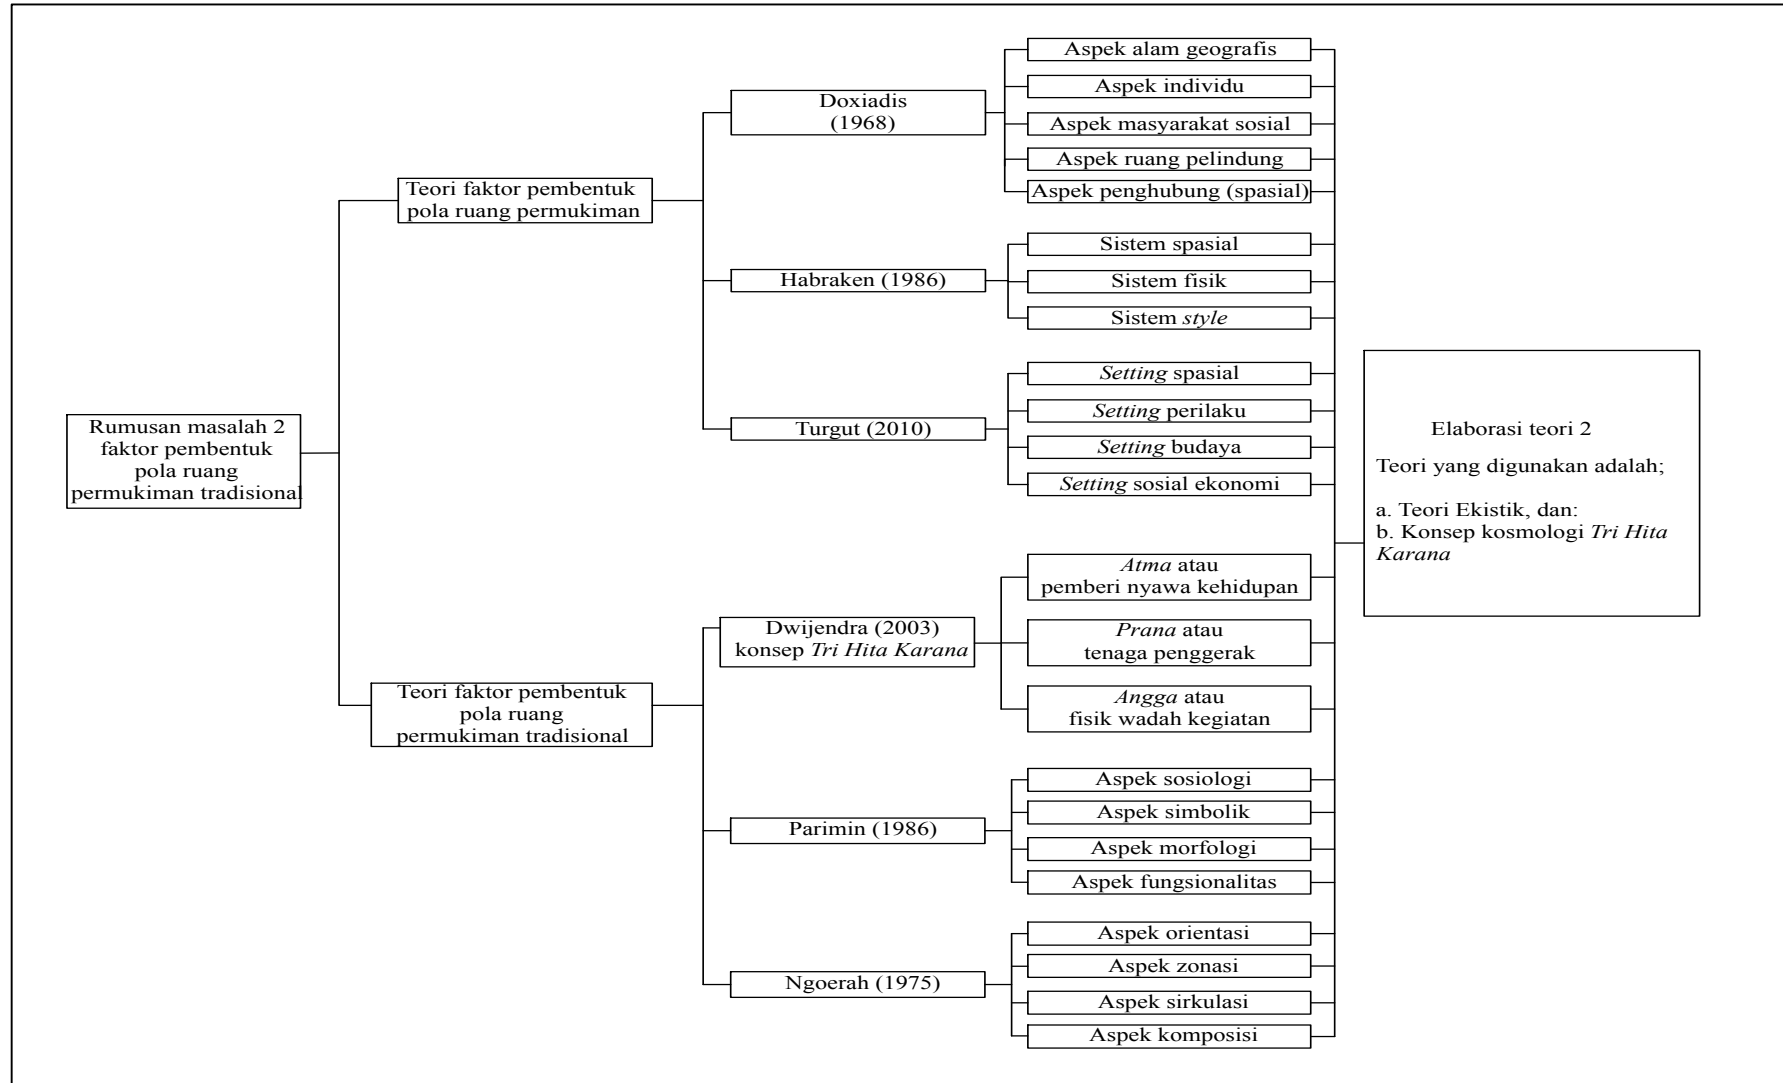 Rumusan masalah 2
faktor pembentuk
pola ruang
permukiman tradisional
Teori faktor pembentuk
pola ruang permukiman
Doxiadis
(1968)
Aspek alam geografis
Aspek individu
Aspek masyarakat sosial
Aspek ruang pelindung
Aspek penghubung (spasial)
Habraken (1986)
Sistem spasial
Sistem fisik
Sistem style
Turgut (2010)
Setting spasial
Setting perilaku
Setting budaya
Setting sosial ekonomi
Teori faktor pembentuk
pola ruang
permukiman tradisional
Dwijendra (2003)
konsep Tri Hita Karana
Atma atau
pemberi nyawa kehidupan
Prana atau
tenaga penggerak
Angga atau
fisik wadah kegiatan
Parimin (1986)
Aspek sosiologi
Aspek simbolik
Aspek morfologi
Aspek fungsionalitas
Ngoerah (1975)
Aspek orientasi
Aspek zonasi
Aspek sirkulasi
Aspek komposisi
Elaborasi teori 2
Teori yang digunakan adalah;
a. Teori Ekistik, dan:
b. Konsep kosmologi Tri Hita
Karana